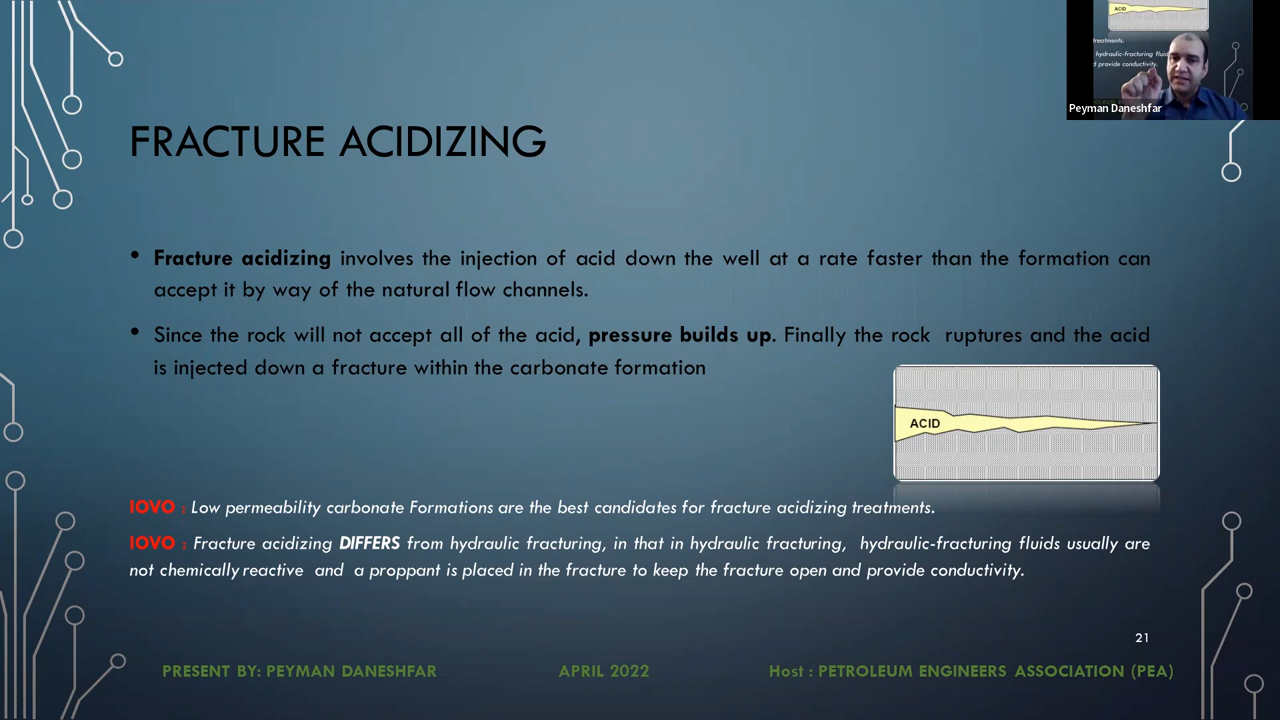 ACID
treatments.
hydraulic-fracturing fluid
d provide conductivity.
Peyman Daneshfar
FRACTURE ACIDIZING
• Fracture acidizing involves the injection of acid down the well at a rate faster than the formation can
accept it by way of the natural flow channels.
• Since the rock will not accept all of the acid, pressure builds up. Finally the rock ruptures and the acid
is injected down a fracture within the carbonate formation
ACID
IOVO : Low permeability carbonate Formations are the best candidates for fracture acidizing treatments.
IOVO : Fracture acidizing DIFFERS from hydraulic fracturing, in that in hydraulic fracturing, hydraulic-fracturing fluids usually are
not chemically reactive and a proppant is placed in the fracture to keep the fracture open and provide conductivity.
21
PRESENT BY: PEYMAN DANESHFAR APRIL 2022 Host : PETROLEUM ENGINEERS ASSOCIATION (PEA)